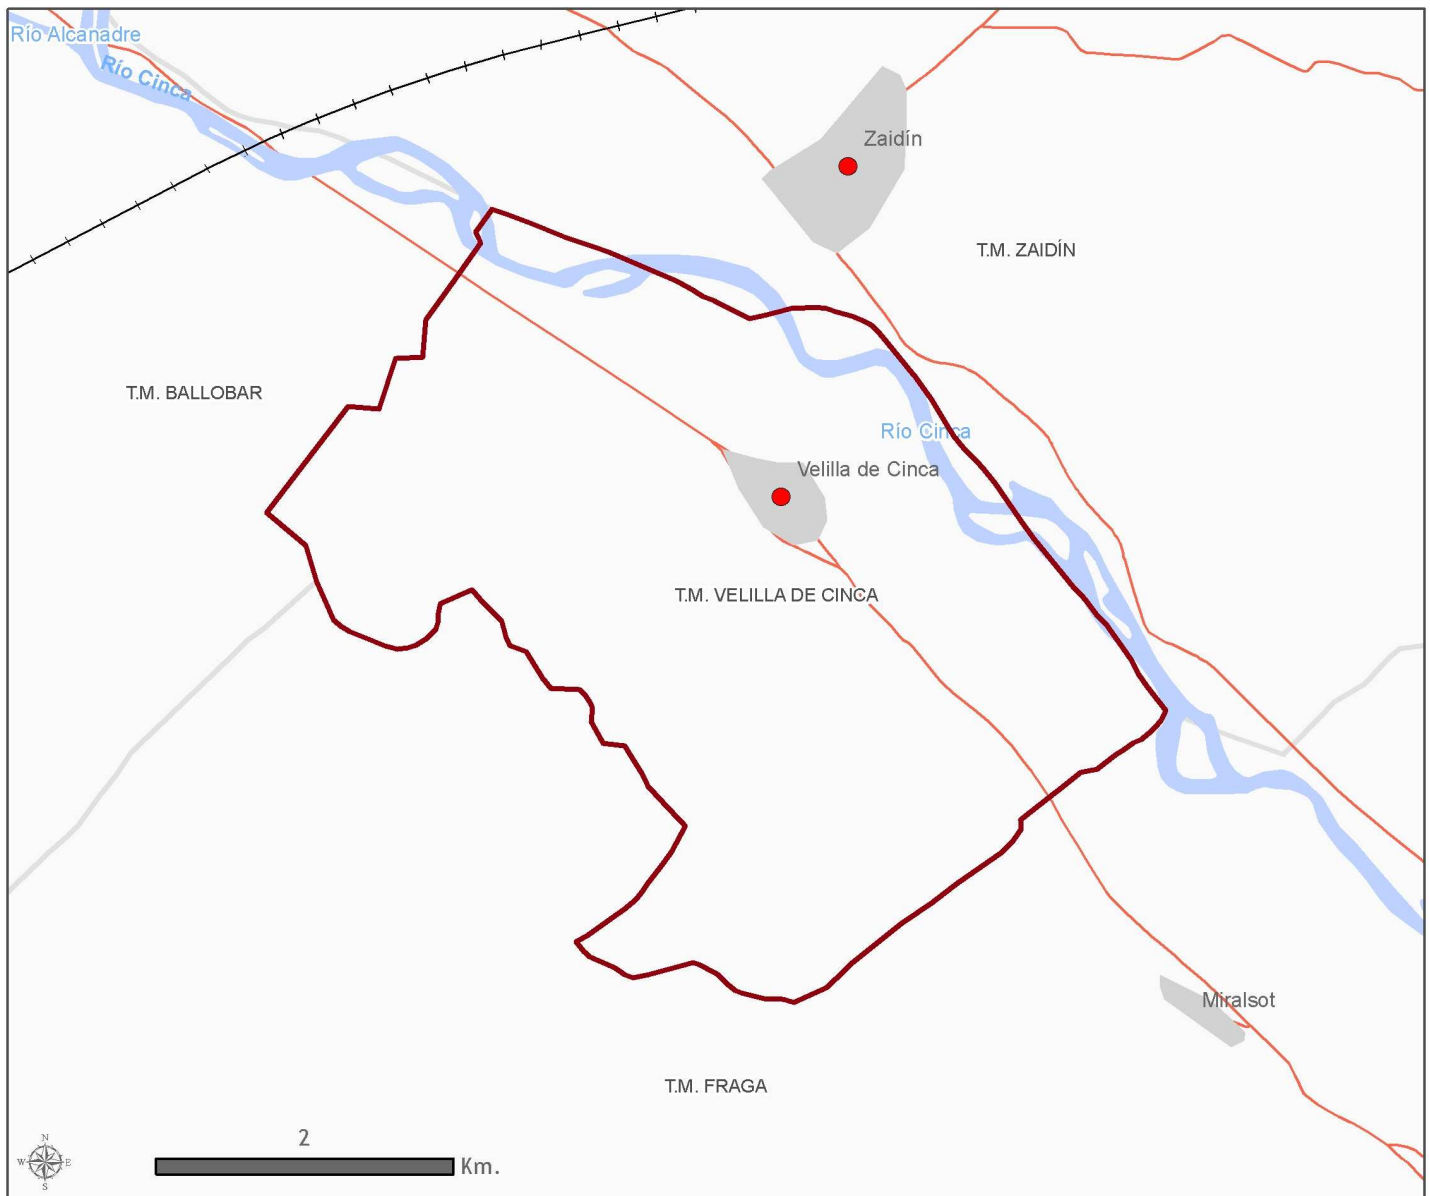 Río Alcanadre
Río Cinca
Zaidín
T.M. ZAIDÍN
T.M. BALLOBAR
Río Cinca
Velilla de Cinca
T.M. VELILLA DE CINCA
Miralsot
T.M. FRAGA
2
Km.
N
W E
S